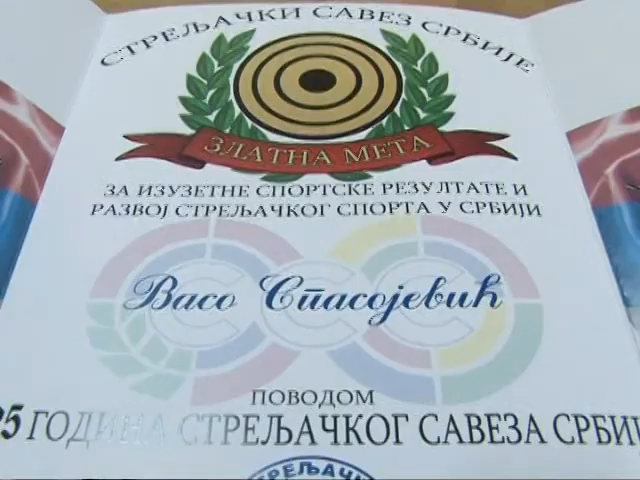 СТРЕЉАЧКИ САВЕЗ СРБИЈЕ
ЗЛАТНА МЕТА
ЗА ИЗУЗЕТНЕ СПОРТСКЕ РЕЗУЛТАТЕ И
РАЗВОЈ СТРЕЉАЧКОГ СПОРТА У СРБИЈИ
Васо Спасојевић
ПОВОДОМ
95 ГОДИНА СТРЕЉАЧКОГ САВЕЗА